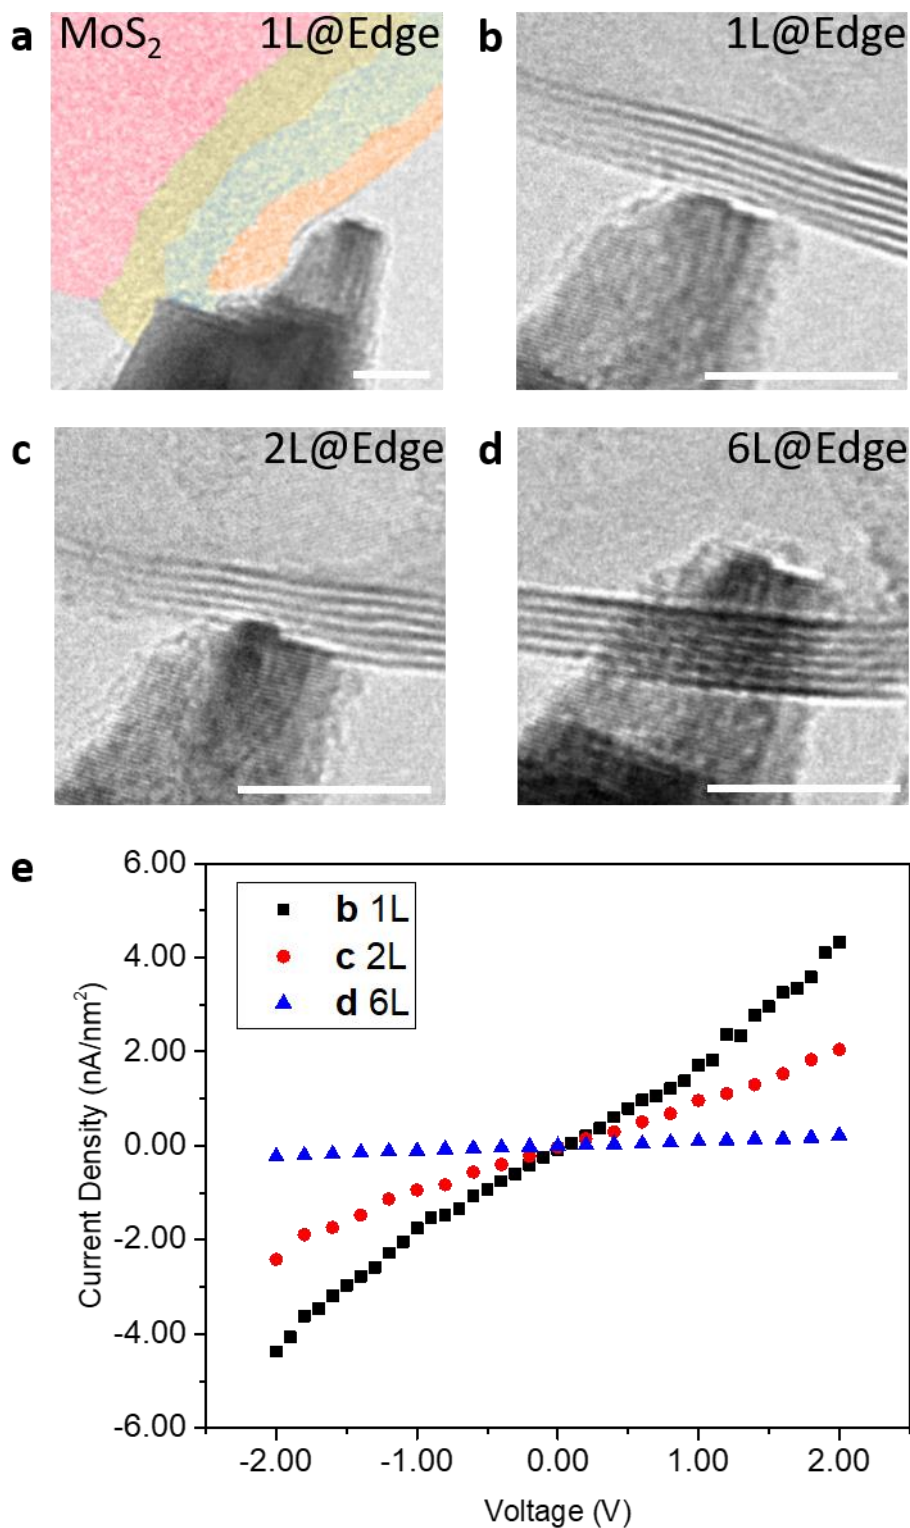 a MoS₂ 1L@Edge
b 1L@Edge
c 2L@Edge
d 6L@Edge
e
6.00
4.00
2.00
0.00
-2.00
-4.00
-6.00
Current Density (nA/nm²)
b 1L
c 2L
d 6L
-2.00 -1.00 0.00 1.00 2.00
Voltage (V)